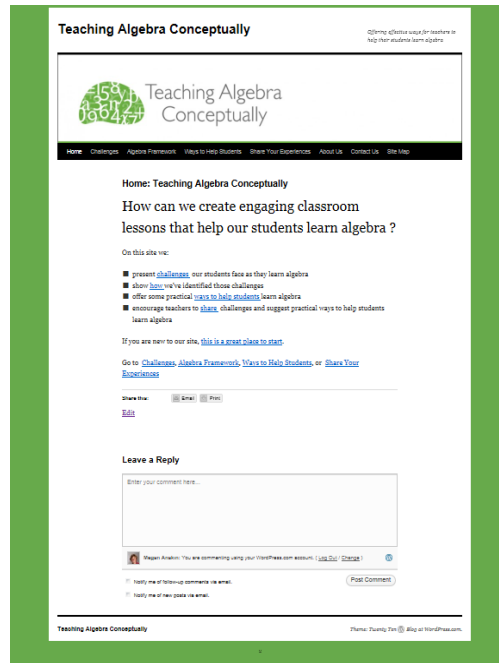 Teaching Algebra Conceptually
Offering effective ways for teachers to
help their students learn algebra.
Teaching Algebra
Conceptually
Home Challenges Algebra Framework Ways to Help Students Share Your Experiences About Us Contact Us Site Map
Home: Teaching Algebra Conceptually
How can we create engaging classroom
lessons that help our students learn algebra ?
On this site we:
present challenges our students face as they learn algebra
show how we've identified those challenges
offer some practical ways to help students learn algebra
encourage teachers to share challenges and suggest practical ways to help students
learn algebra
If you are new to our site, this is a great place to start.
Go to Challenges, Algebra Framework, Ways to Help Students, or Share Your
Experiences
Share this: Email Print
Edit
Leave a Reply
Enter your comment here...
Megan: You are commenting using your WordPress.com account. ( Log Out / Change )
Notify me of follow-up comments via email.
Post Comment
Notify me of new posts via email.
Teaching Algebra Conceptually
Theme: Twenty Ten Blog at WordPress.com.